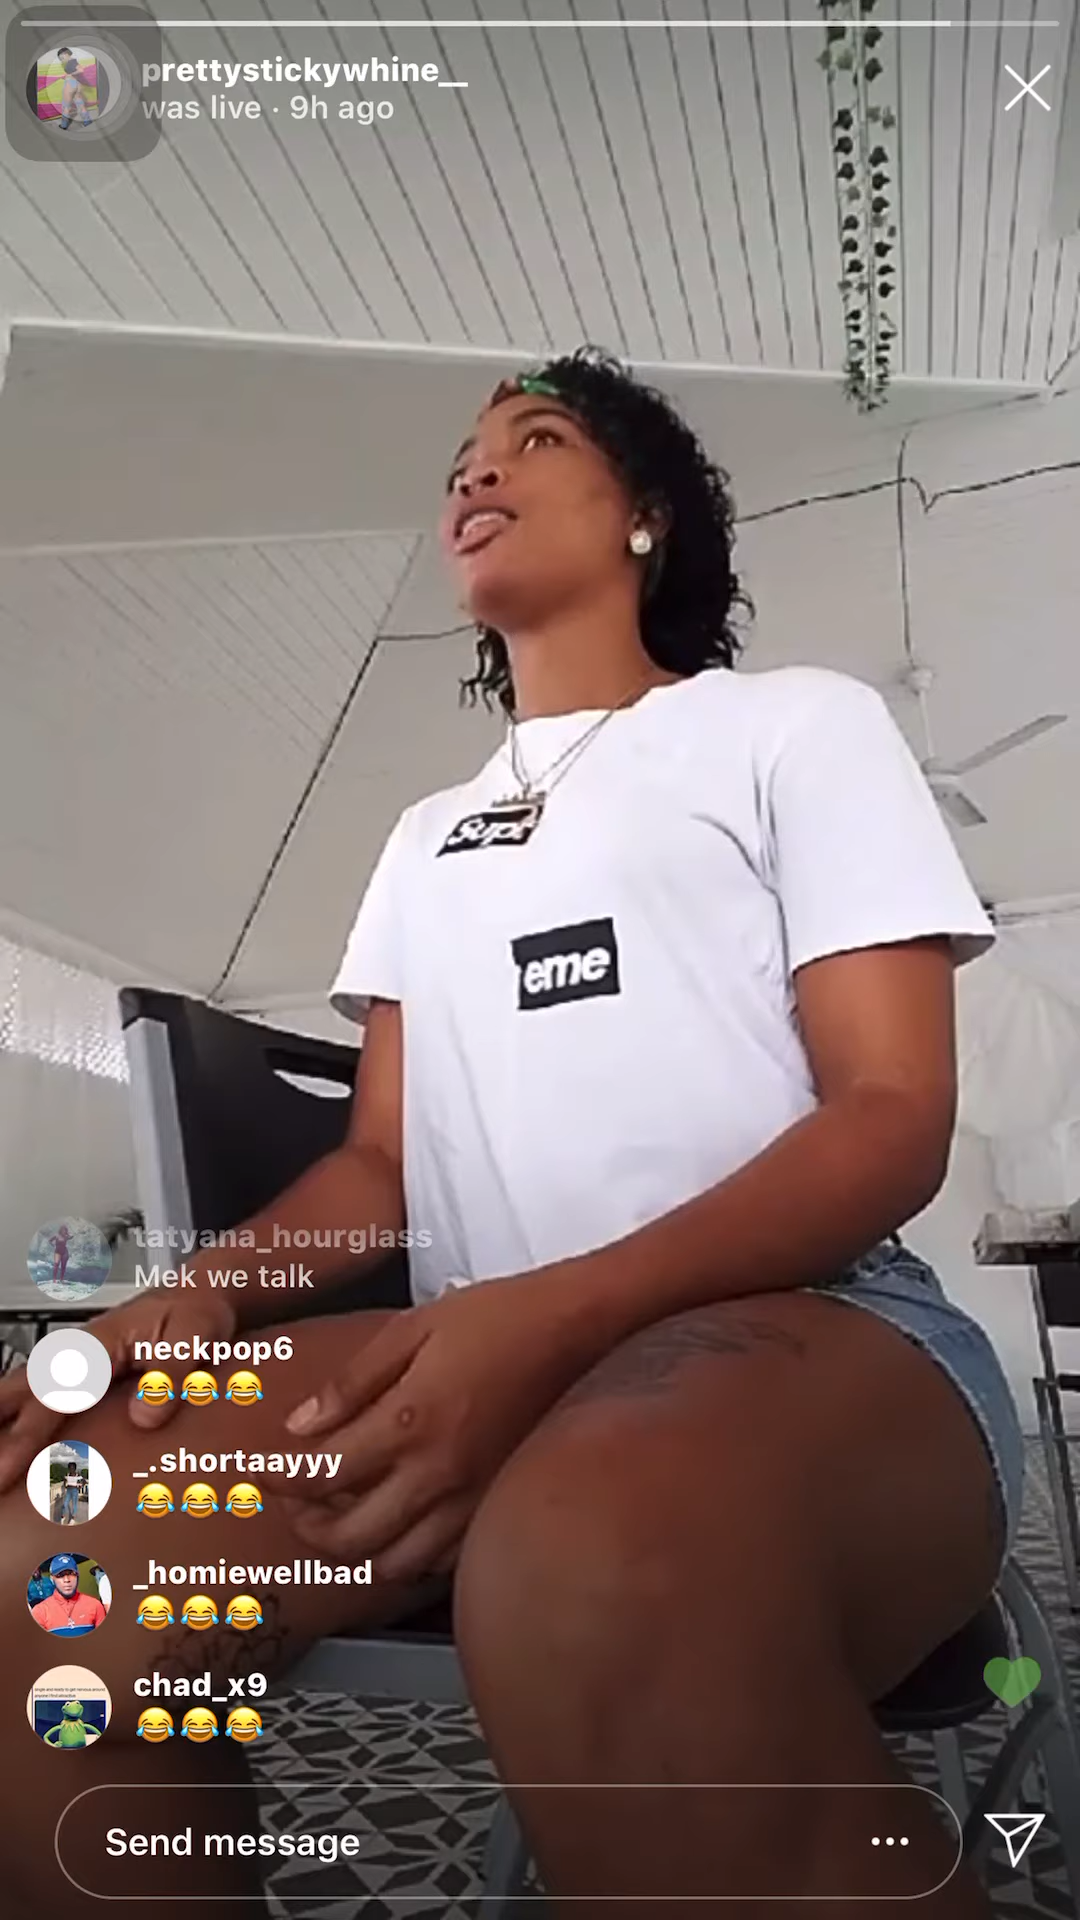 prettystickywhine__
was live · 9h ago
Supr
eme
tatyana_hourglass
Mek we talk
neckpop6
😂😂😂
_.shortaayyy
😂😂😂
_homiewellbad
😂😂😂
chad_x9
😂😂😂
Send message